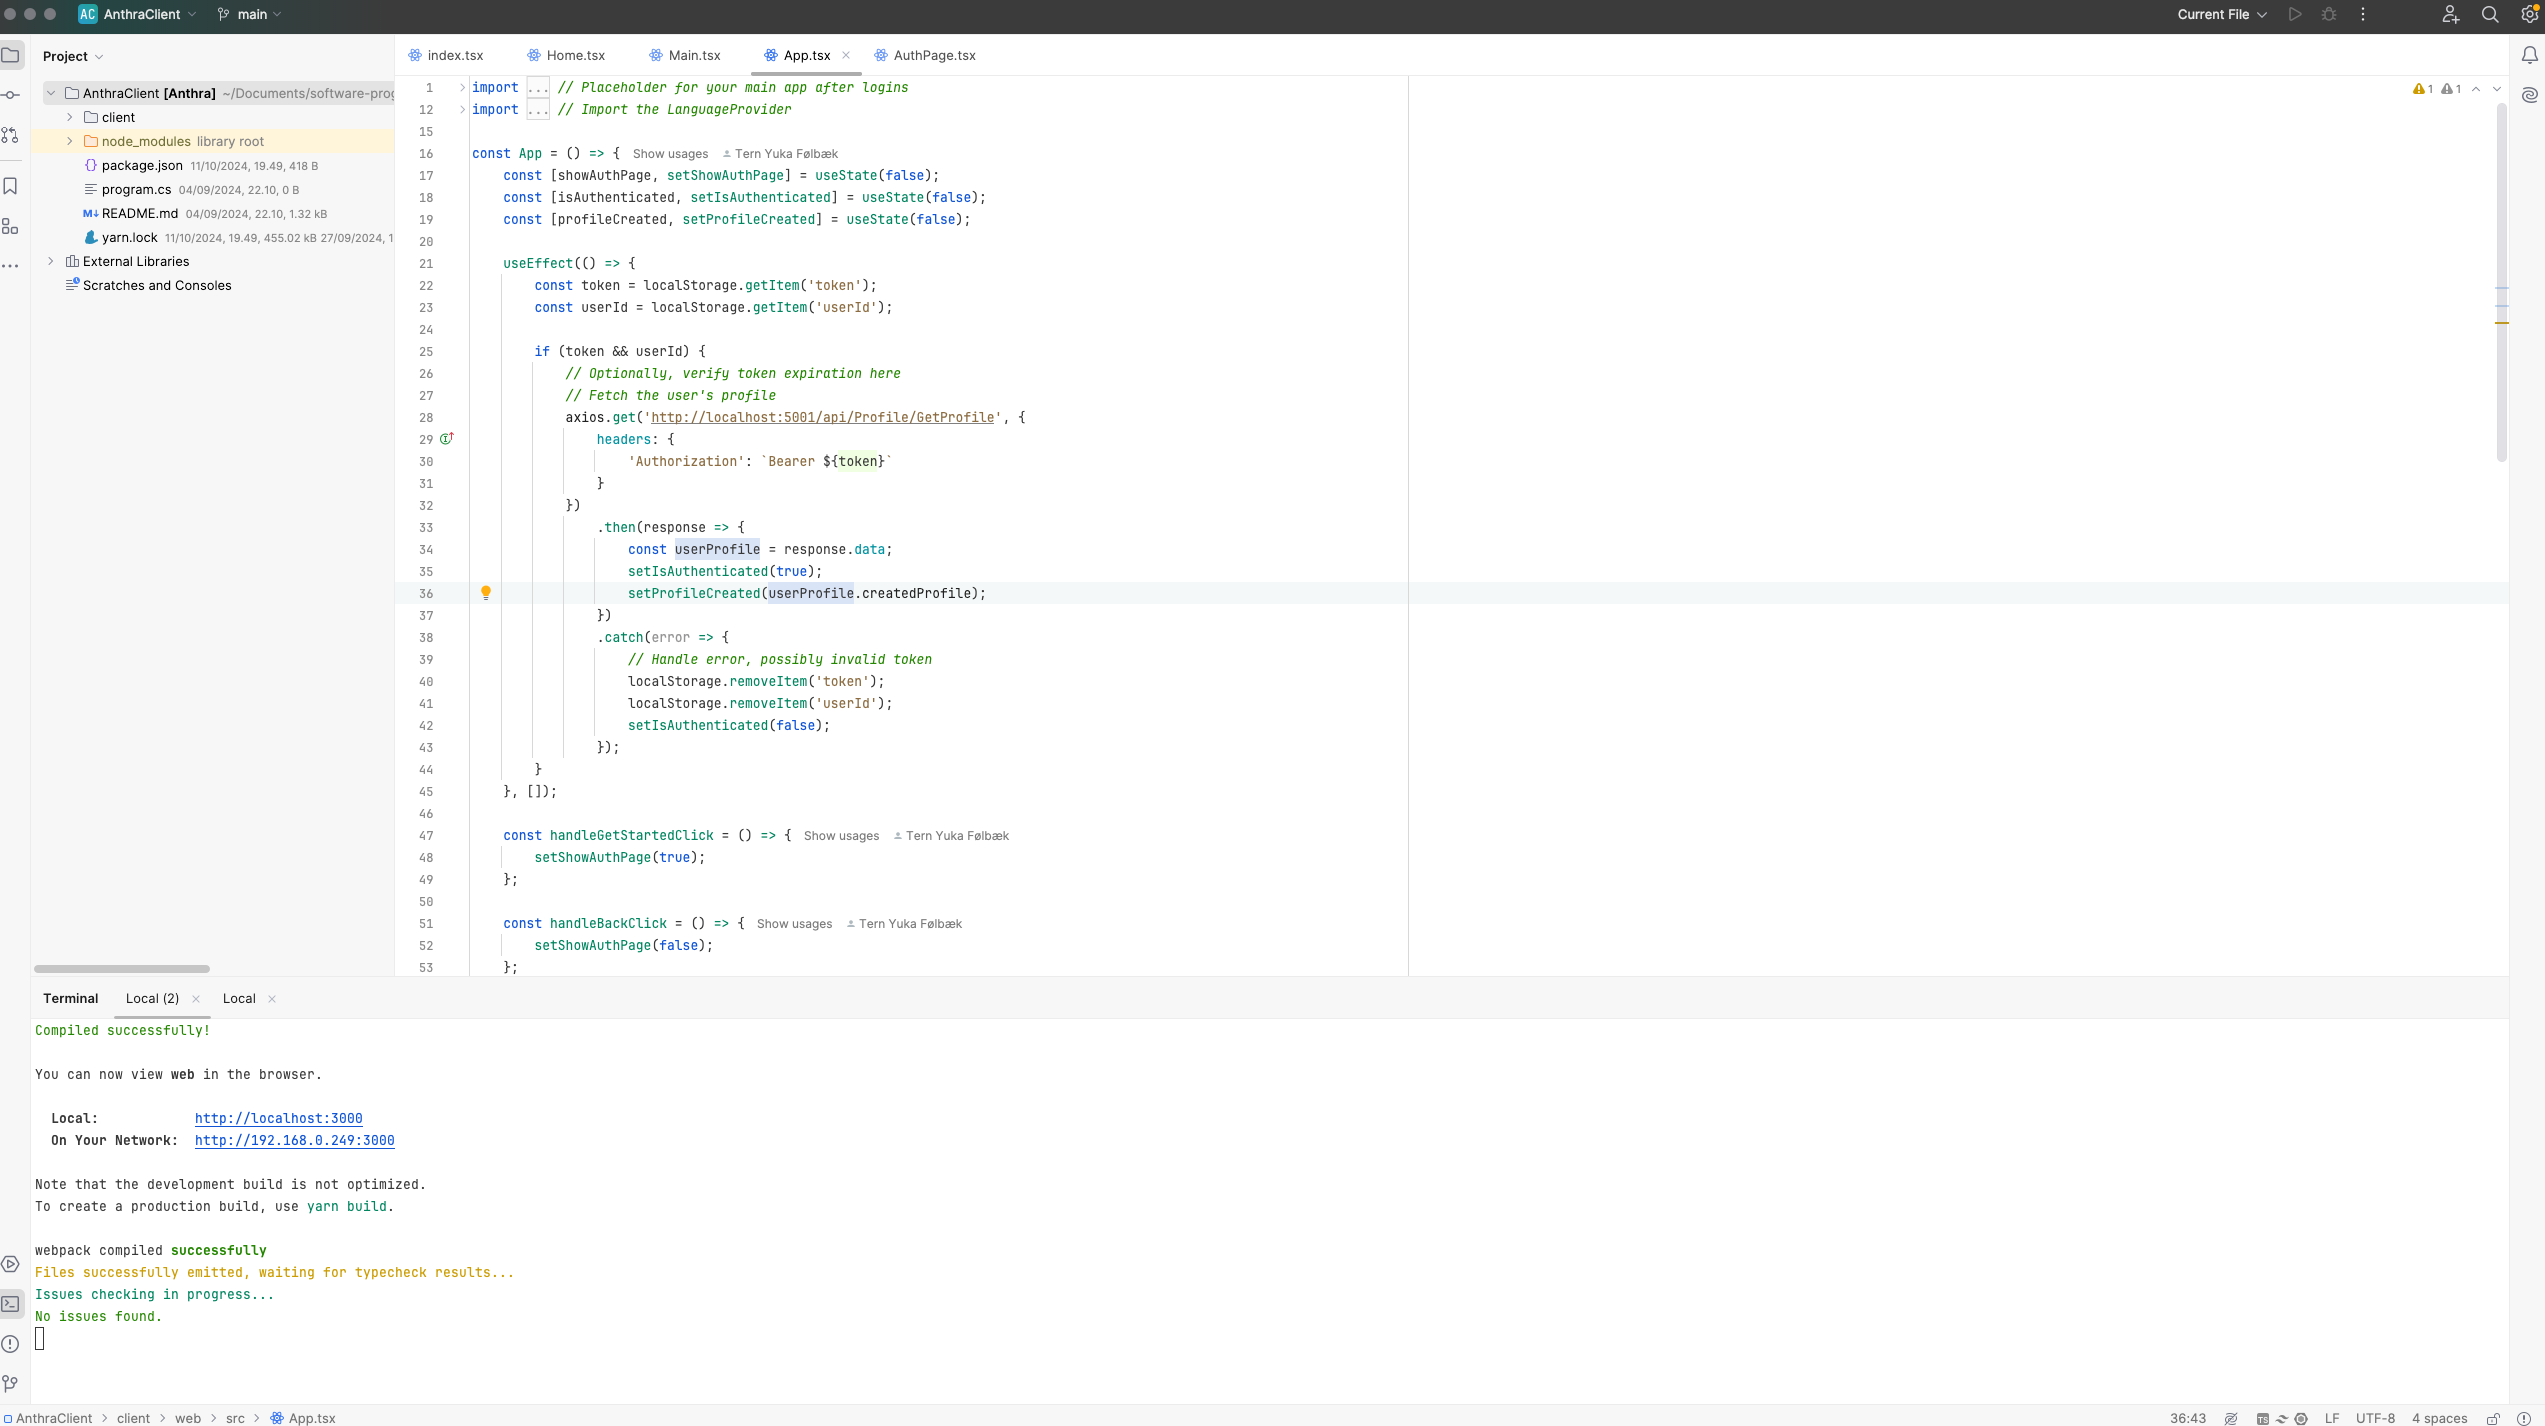 AC AnthraClient main Current File
Project
AnthraClient [Anthra] ~/Documents/software-prog
client
node_modules library root
package.json 11/10/2024, 19.49, 418 B
program.cs 04/09/2024, 22.10, 0 B
README.md 04/09/2024, 22.10, 1.32 kB
yarn.lock 11/10/2024, 19.49, 455.02 kB 27/09/2024, 1
External Libraries
Scratches and Consoles
index.tsx Home.tsx Main.tsx App.tsx AuthPage.tsx
1 import ... // Placeholder for your main app after logins
12 import ... // Import the LanguageProvider
15
16 const App = () => { Show usages Tern Yuka Følbæk
17 const [showAuthPage, setShowAuthPage] = useState(false);
18 const [isAuthenticated, setIsAuthenticated] = useState(false);
19 const [profileCreated, setProfileCreated] = useState(false);
20
21 useEffect(() => {
22 const token = localStorage.getItem('token');
23 const userId = localStorage.getItem('userId');
24
25 if (token && userId) {
26 // Optionally, verify token expiration here
27 // Fetch the user's profile
28 axios.get('http://localhost:5001/api/Profile/GetProfile', {
29 headers: {
30 'Authorization': `Bearer ${token}`
31 }
32 })
33 .then(response => {
34 const userProfile = response.data;
35 setIsAuthenticated(true);
36 setProfileCreated(userProfile.createdProfile);
37 })
38 .catch(error => {
39 // Handle error, possibly invalid token
40 localStorage.removeItem('token');
41 localStorage.removeItem('userId');
42 setIsAuthenticated(false);
43 });
44 }
45 }, []);
46
47 const handleGetStartedClick = () => { Show usages Tern Yuka Følbæk
48 setShowAuthPage(true);
49 };
50
51 const handleBackClick = () => { Show usages Tern Yuka Følbæk
52 setShowAuthPage(false);
53 };
1 1
Terminal Local (2) Local
Compiled successfully!
You can now view web in the browser.
Local: http://localhost:3000
On Your Network: http://192.168.0.249:3000
Note that the development build is not optimized.
To create a production build, use yarn build.
webpack compiled successfully
Files successfully emitted, waiting for typecheck results...
Issues checking in progress...
No issues found.
AnthraClient > client > web > src > App.tsx 36:43 TS LF UTF-8 4 spaces